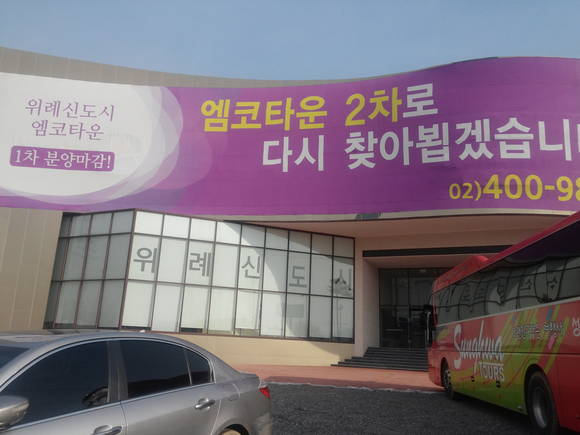 위례신도시
엠코타운
1차 분양마감!
엠코타운 2차로
다시 찾아뵙겠습니
02)400-98
위례신도시
Sunghwa
TOURS